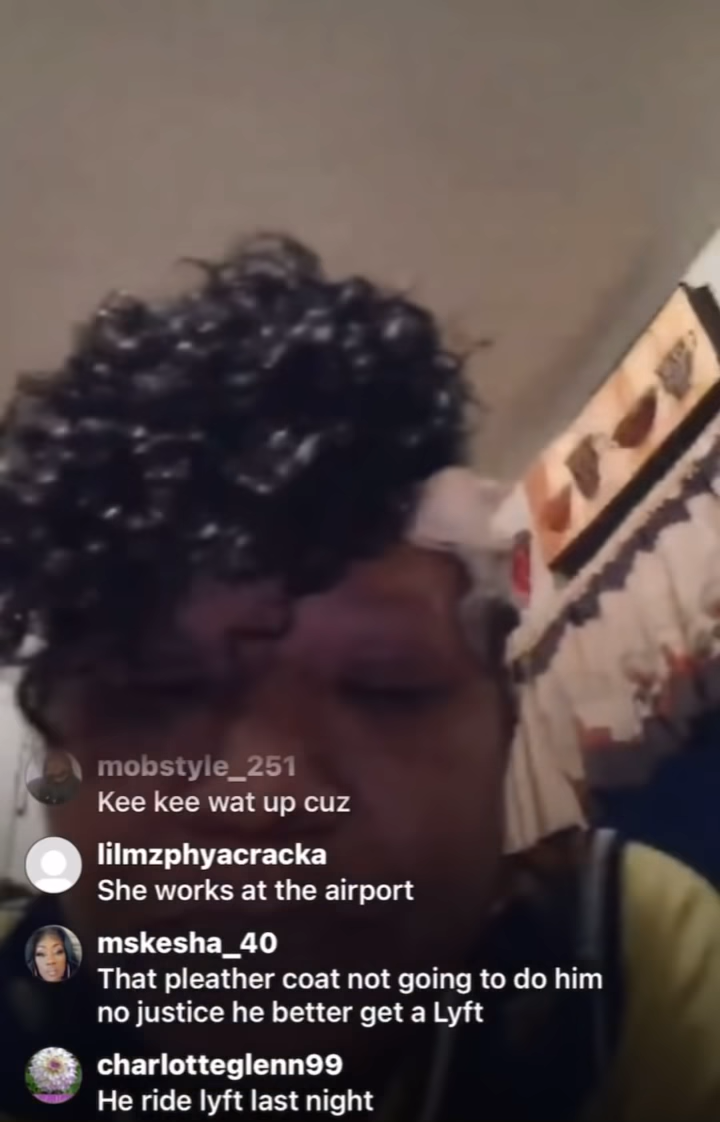 mobstyle_251
Kee kee wat up cuz
lilmzphyacracka
She works at the airport
mskesha_40
That pleather coat not going to do him
no justice he better get a Lyft
charlotteglenn99
He ride lyft last night